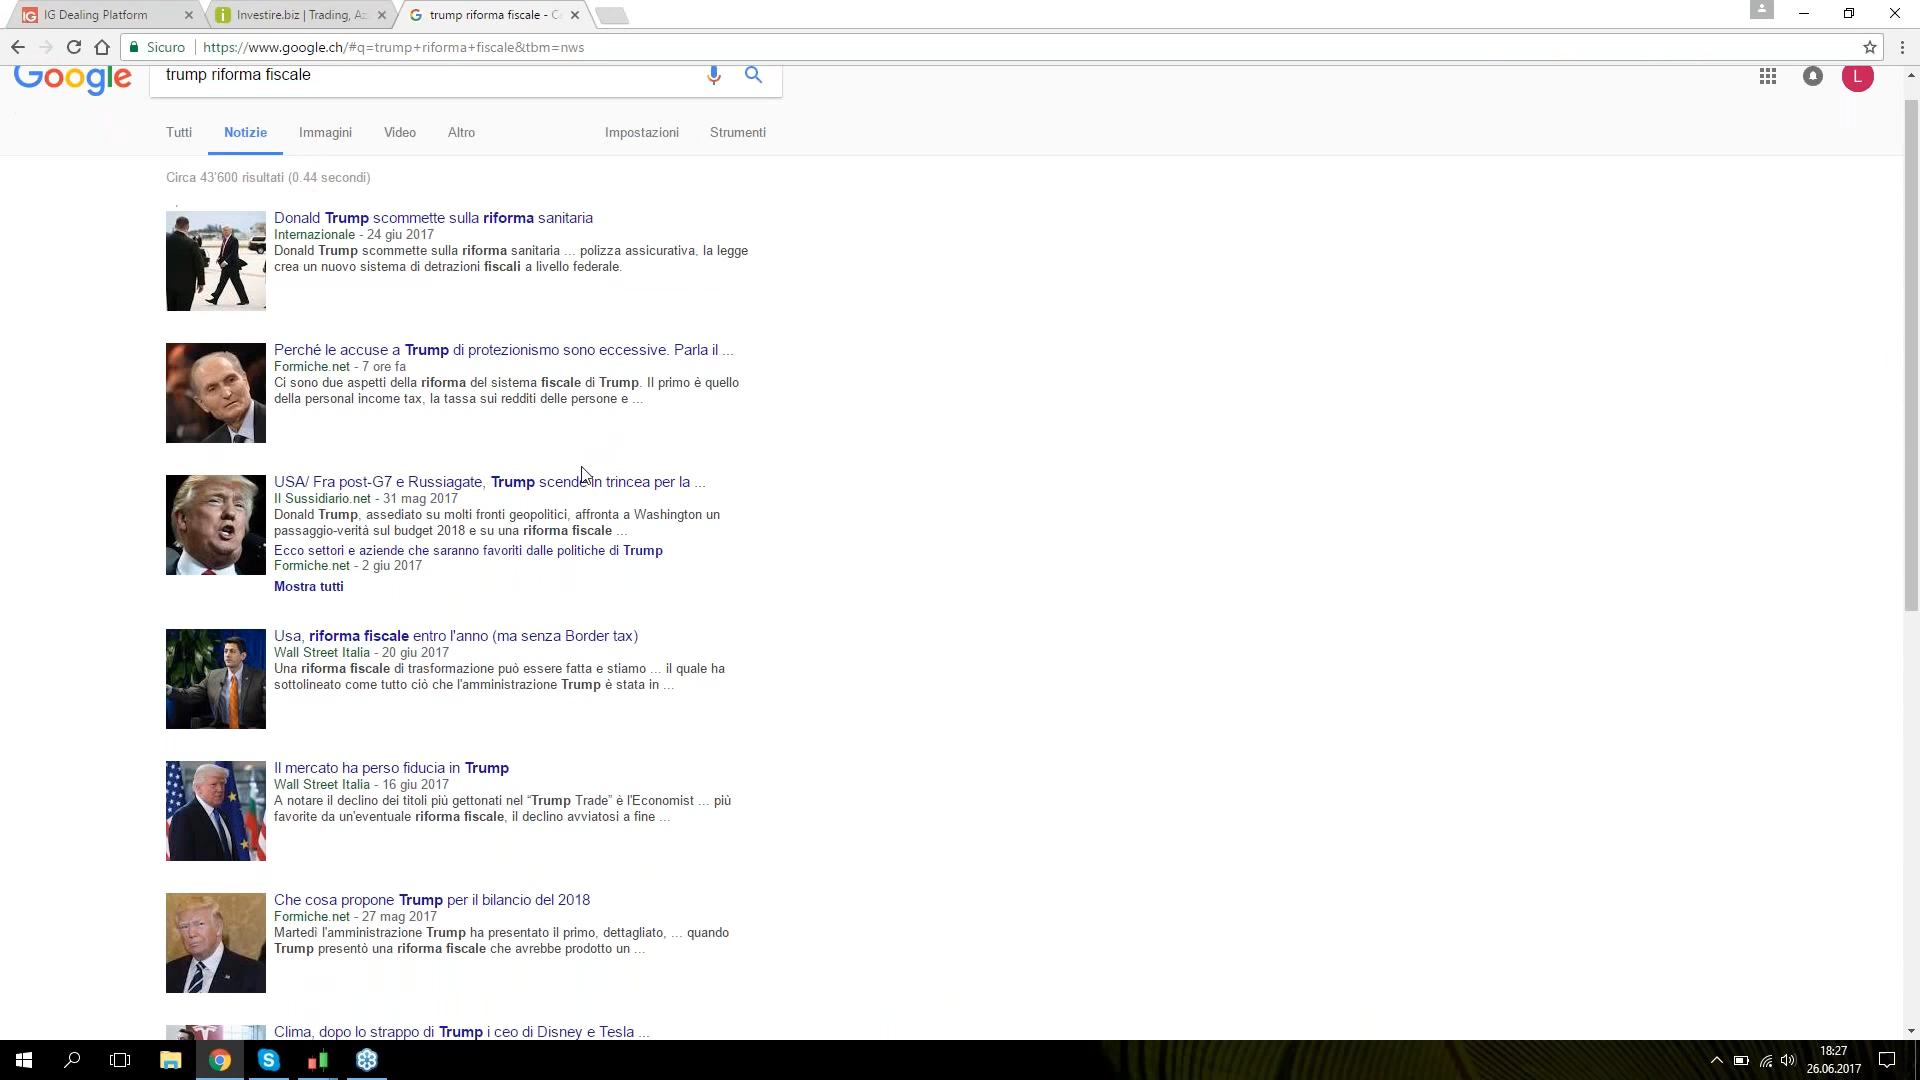 IG Dealing Platform
Investire.biz | Trading, Az
trump riforma fiscale - C
Sicuro
https://www.google.ch/#q=trump+riforma+fiscale&tbm=nws
Google
trump riforma fiscale
L
Tutti Notizie Immagini Video Altro Impostazioni Strumenti
Circa 43'600 risultati (0.44 secondi)
Donald Trump scommette sulla riforma sanitaria
Internazionale - 24 giu 2017
Donald Trump scommette sulla riforma sanitaria ... polizza assicurativa, la legge
crea un nuovo sistema di detrazioni fiscali a livello federale.
Perché le accuse a Trump di protezionismo sono eccessive. Parla il ...
Formiche.net - 7 ore fa
Ci sono due aspetti della riforma del sistema fiscale di Trump. Il primo è quello
della personal income tax, la tassa sui redditi delle persone e ...
USA/ Fra post-G7 e Russiagate, Trump scende in trincea per la ...
Il Sussidiario.net - 31 mag 2017
Donald Trump, assediato su molti fronti geopolitici, affronta a Washington un
passaggio-verità sul budget 2018 e su una riforma fiscale ...
Ecco settori e aziende che saranno favoriti dalle politiche di Trump
Formiche.net - 2 giu 2017
Mostra tutti
Usa, riforma fiscale entro l'anno (ma senza Border tax)
Wall Street Italia - 20 giu 2017
Una riforma fiscale di trasformazione può essere fatta e stiamo ... il quale ha
sottolineato come tutto ciò che l'amministrazione Trump è stata in ...
Il mercato ha perso fiducia in Trump
Wall Street Italia - 16 giu 2017
A notare il declino dei titoli più gettonati nel “Trump Trade” è l'Economist ... più
favorite da un'eventuale riforma fiscale, il declino avviatosi a fine ...
Che cosa propone Trump per il bilancio del 2018
Formiche.net - 27 mag 2017
Martedì l'amministrazione Trump ha presentato il primo, dettagliato, ... quando
Trump presentò una riforma fiscale che avrebbe prodotto un ...
Clima, dopo lo strappo di Trump i ceo di Disney e Tesla ...
18:27
26.06.2017